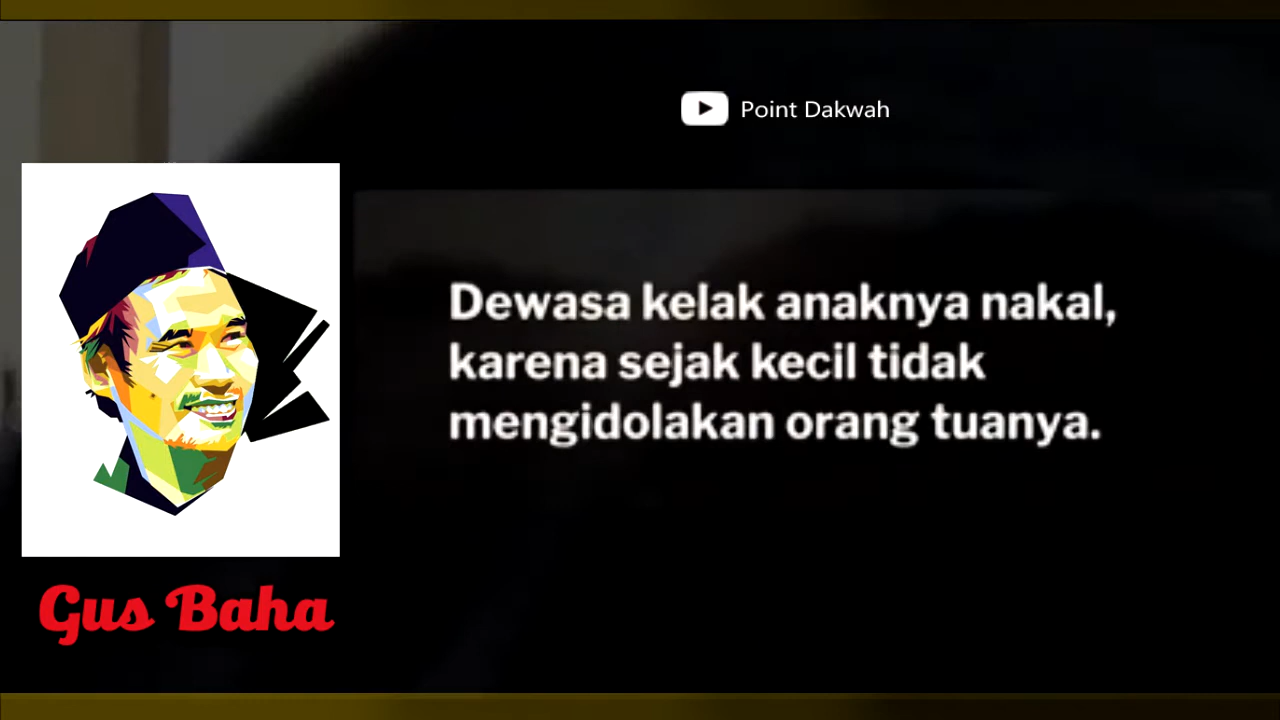 Point Dakwah
Dewasa kelak anaknya nakal,
karena sejak kecil tidak
mengidolakan orang tuanya.
Gus Baha